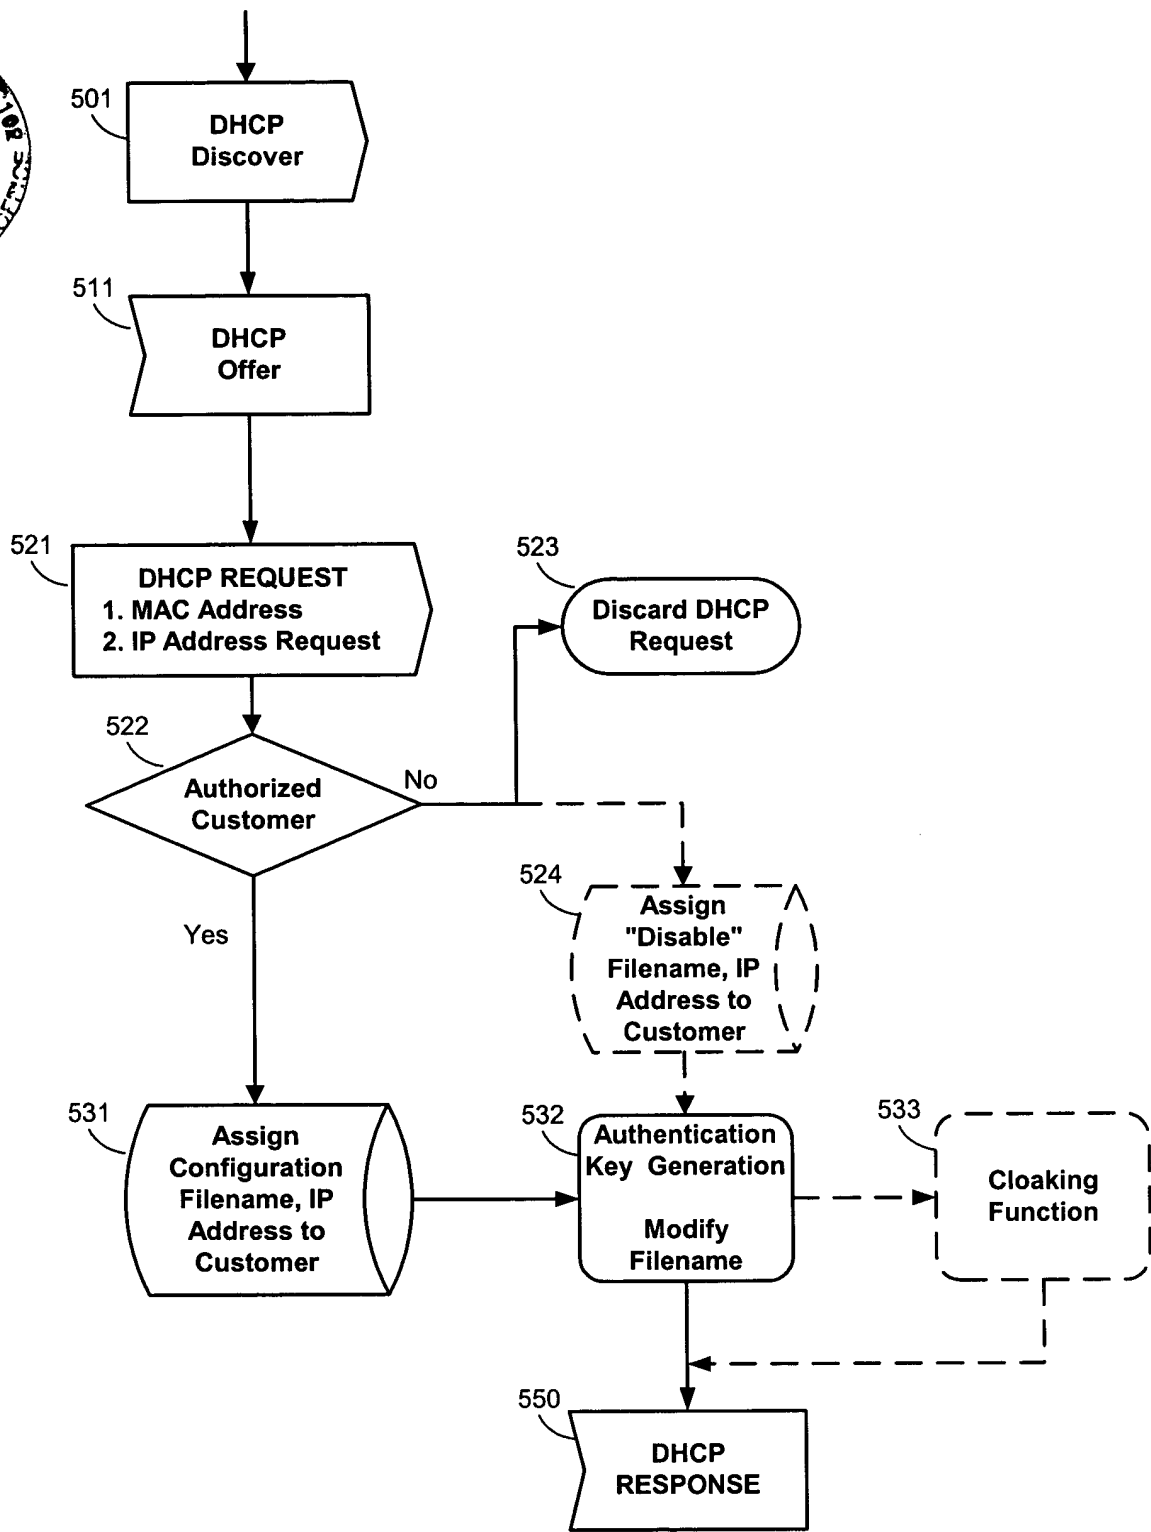 501
DHCP
Discover
511
DHCP
Offer
521
DHCP REQUEST
1. MAC Address
2. IP Address Request
523
Discard DHCP
Request
522
Authorized
Customer
No
Yes
524
Assign
"Disable"
Filename, IP
Address to
Customer
531
Assign
Configuration
Filename, IP
Address to
Customer
532
Authentication
Key Generation
Modify
Filename
533
Cloaking
Function
550
DHCP
RESPONSE